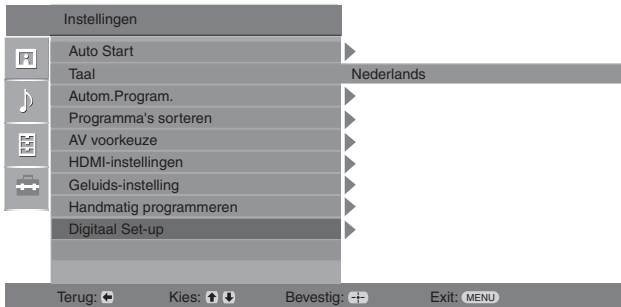 Instellingen
Auto Start
Taal Nederlands
Autom.Program.
Programma's sorteren
AV voorkeuze
HDMI-instellingen
Geluids-instelling
Handmatig programmeren
Digitaal Set-up
Terug: Kies: Bevestig: Exit: MENU